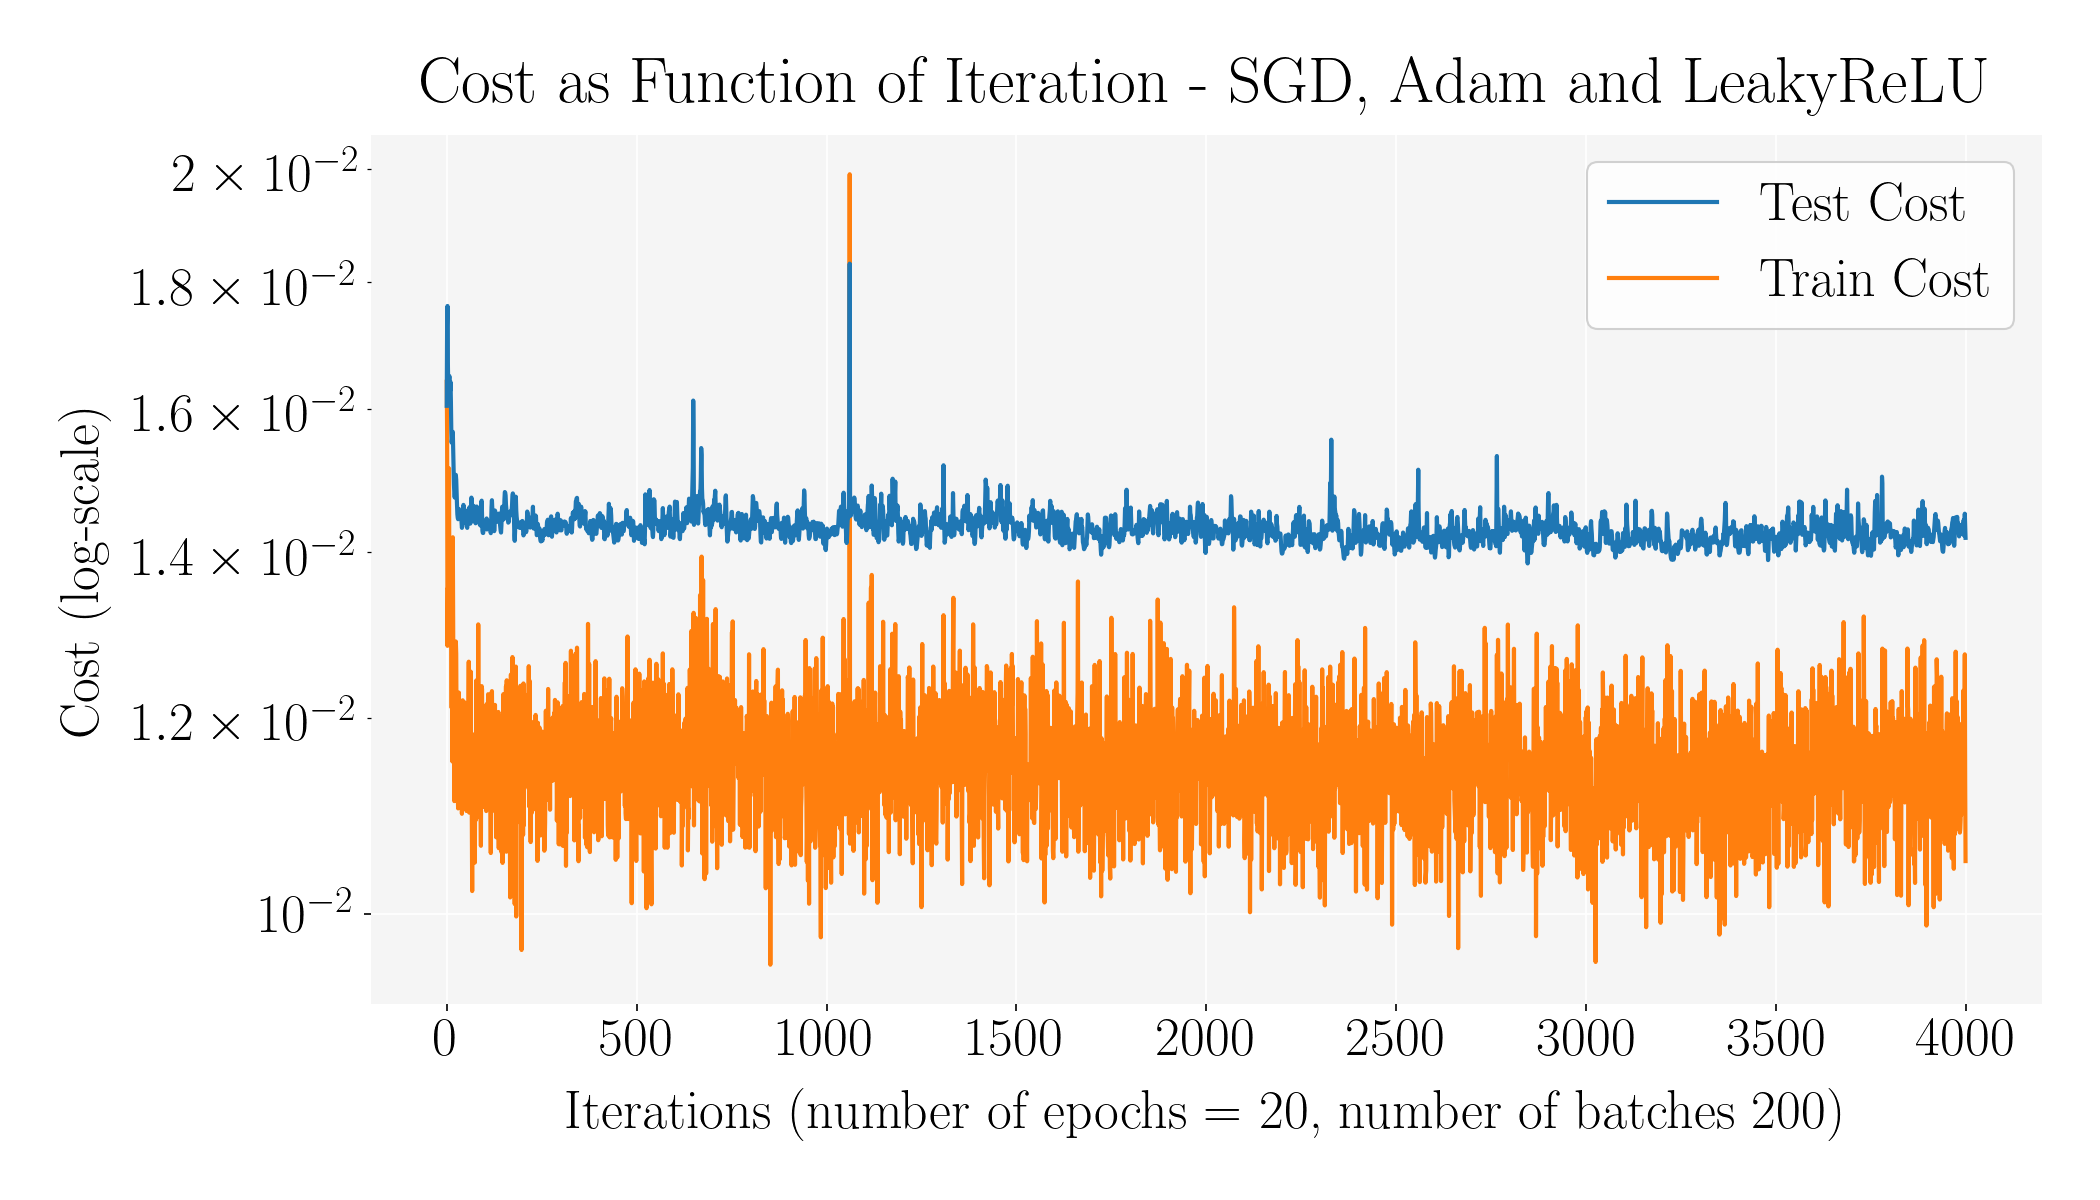 Cost as Function of Iteration - SGD, Adam and LeakyReLU
Test Cost
Train Cost
Cost (log-scale)
2 × 10⁻²
1.8 × 10⁻²
1.6 × 10⁻²
1.4 × 10⁻²
1.2 × 10⁻²
10⁻²
0 500 1000 1500 2000 2500 3000 3500 4000
Iterations (number of epochs = 20, number of batches 200)